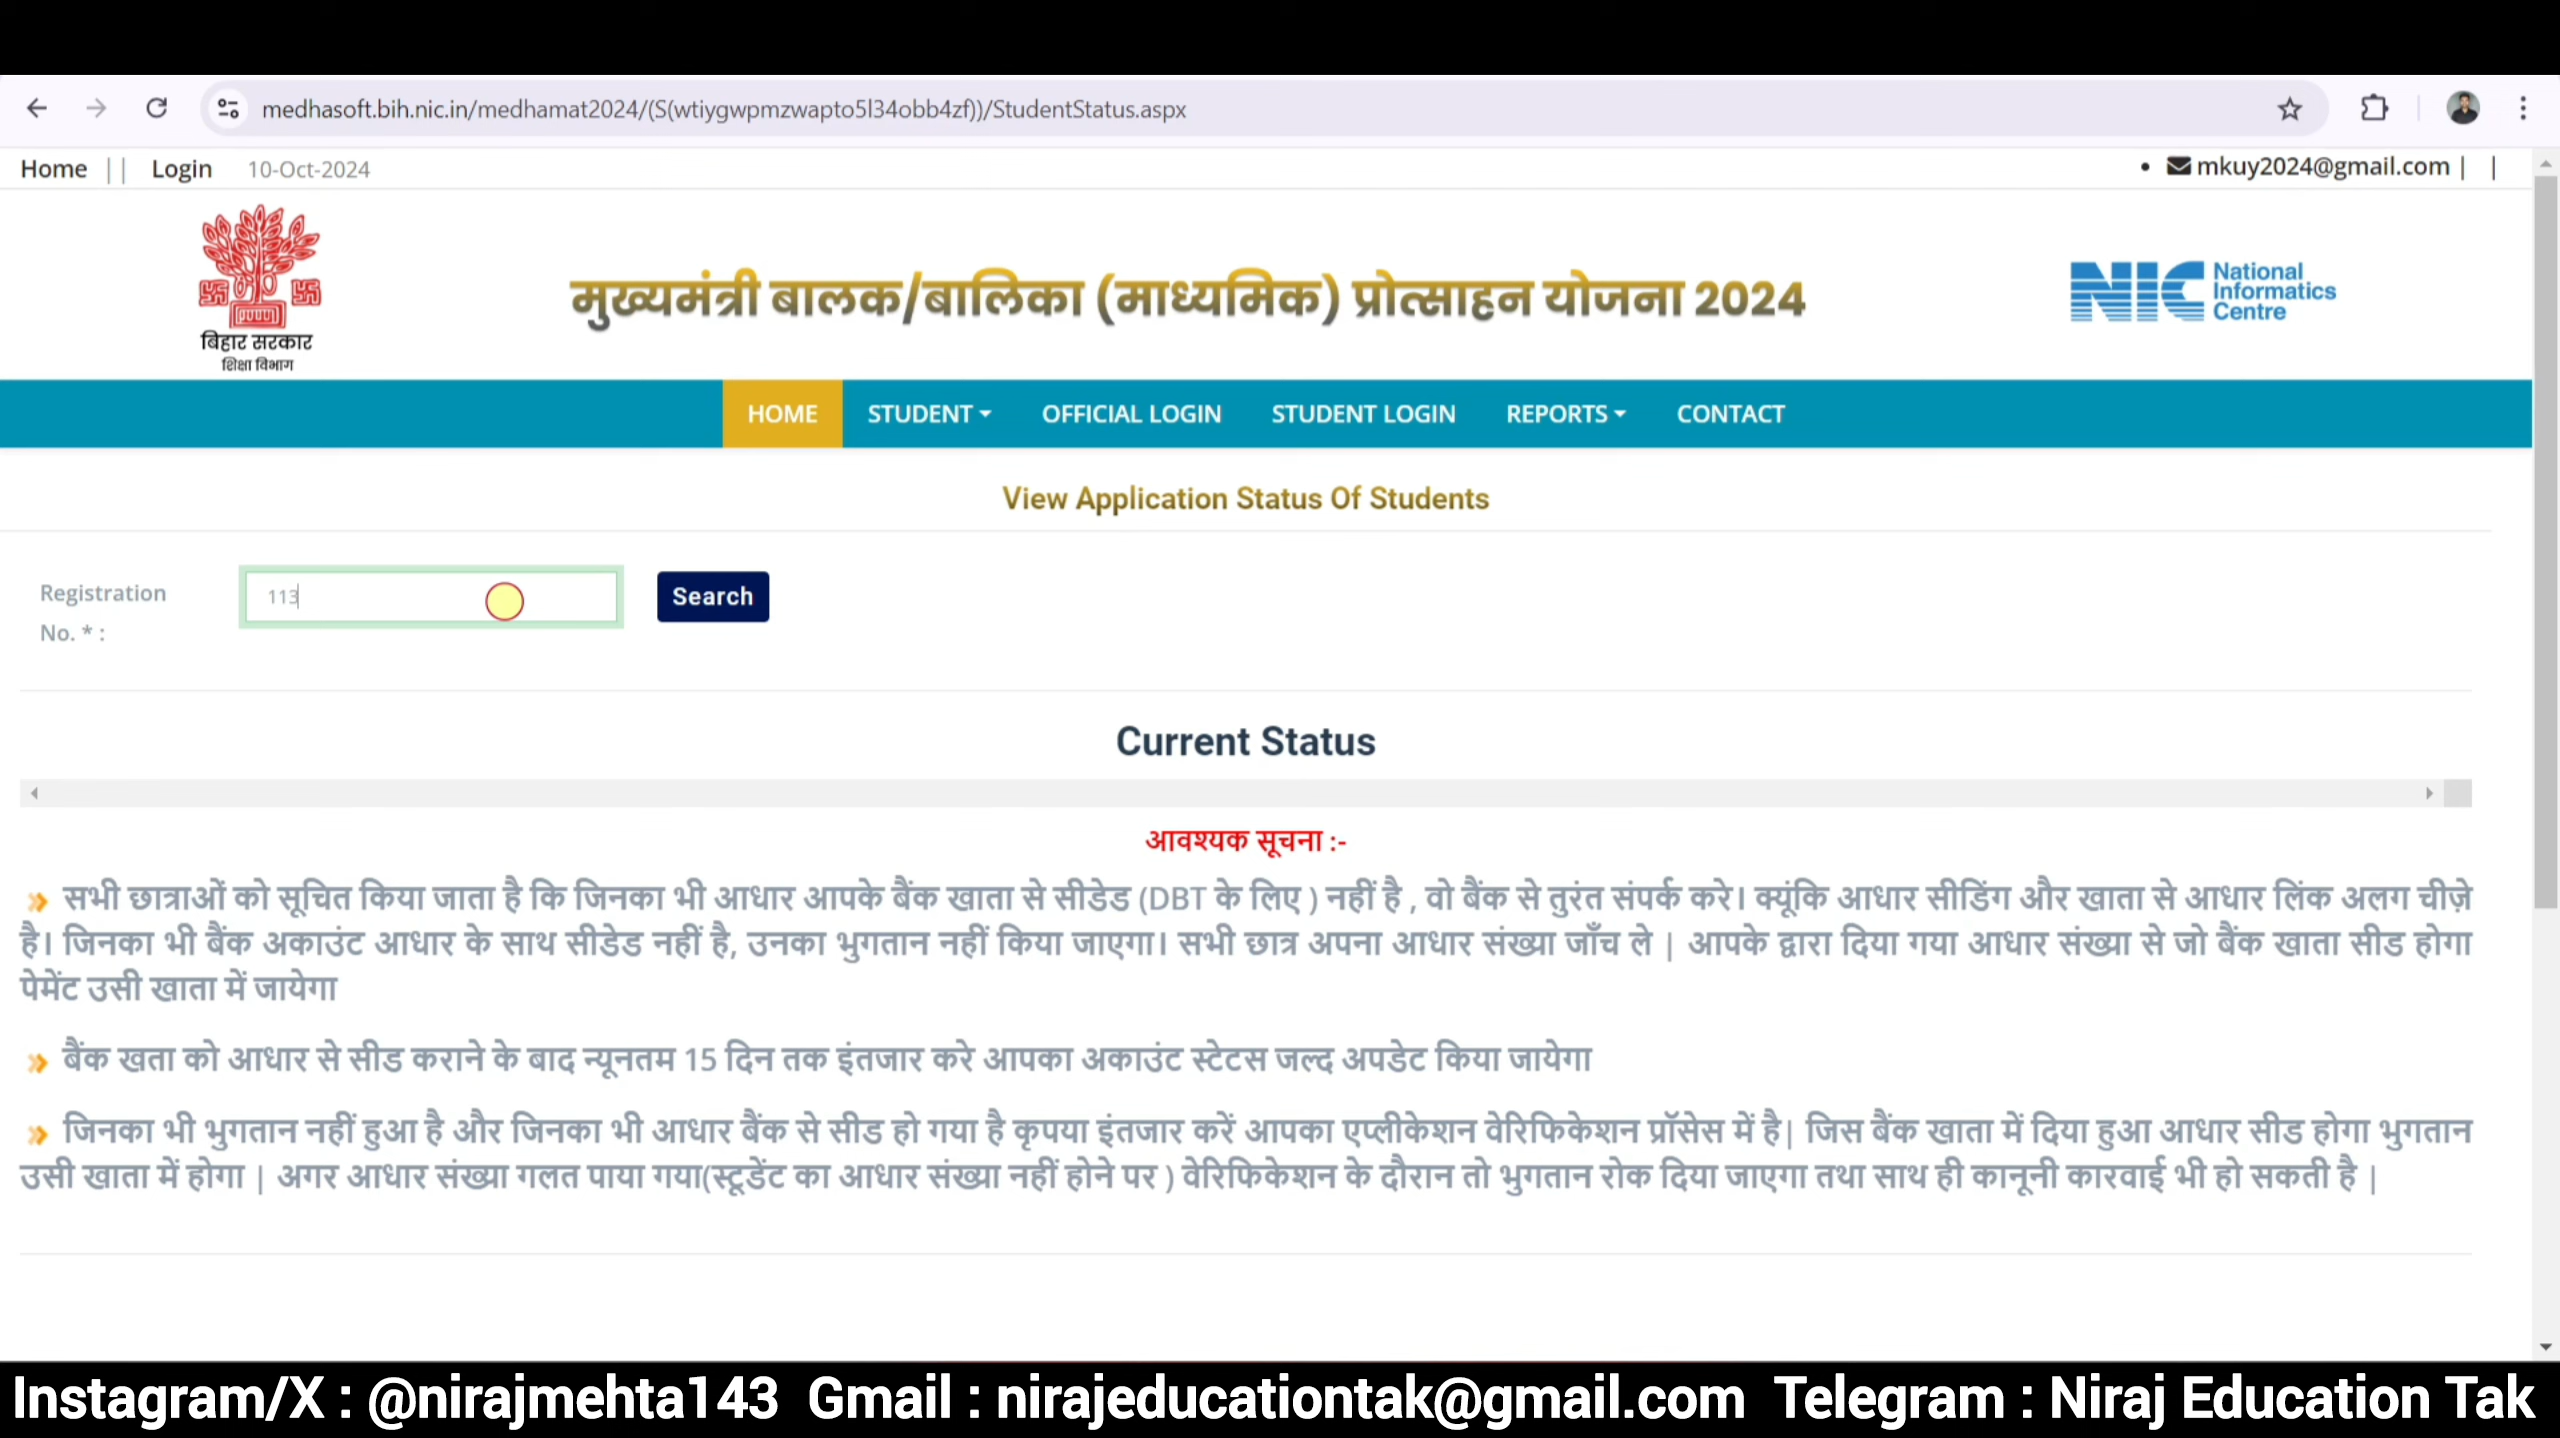 medhasoft.bih.nic.in/medhamat2024/(S(wtiygwpmzwapto5l34obb4zf))/StudentStatus.aspx
Home || Login 10-Oct-2024
• mkuy2024@gmail.com | |
बिहार सरकार
शिक्षा विभाग
मुख्यमंत्री बालक/बालिका (माध्यमिक) प्रोत्साहन योजना 2024
NIC National
Informatics
Centre
HOME STUDENT OFFICIAL LOGIN STUDENT LOGIN REPORTS CONTACT
View Application Status Of Students
Registration
No. * :
113
Search
Current Status
आवश्यक सूचना :-
सभी छात्राओं को सूचित किया जाता है कि जिनका भी आधार आपके बैंक खाता से सीडेड (DBT के लिए ) नहीं है , वो बैंक से तुरंत संपर्क करे। क्यूंकि आधार सीडिंग और खाता से आधार लिंक अलग चीज़े
है। जिनका भी बैंक अकाउंट आधार के साथ सीडेड नहीं है, उनका भुगतान नहीं किया जाएगा। सभी छात्र अपना आधार संख्या जाँच ले | आपके द्वारा दिया गया आधार संख्या से जो बैंक खाता सीड होगा
पेमेंट उसी खाता में जायेगा
बैंक खता को आधार से सीड कराने के बाद न्यूनतम 15 दिन तक इंतजार करे आपका अकाउंट स्टेटस जल्द अपडेट किया जायेगा
जिनका भी भुगतान नहीं हुआ है और जिनका भी आधार बैंक से सीड हो गया है कृपया इंतजार करें आपका एप्लीकेशन वेरिफिकेशन प्रॉसेस में है| जिस बैंक खाता में दिया हुआ आधार सीड होगा भुगतान
उसी खाता में होगा | अगर आधार संख्या गलत पाया गया(स्टूडेंट का आधार संख्या नहीं होने पर ) वेरिफिकेशन के दौरान तो भुगतान रोक दिया जाएगा तथा साथ ही कानूनी कारवाई भी हो सकती है |
Instagram/X : @nirajmehta143 Gmail : nirajeducationtak@gmail.com Telegram : Niraj Education Tak